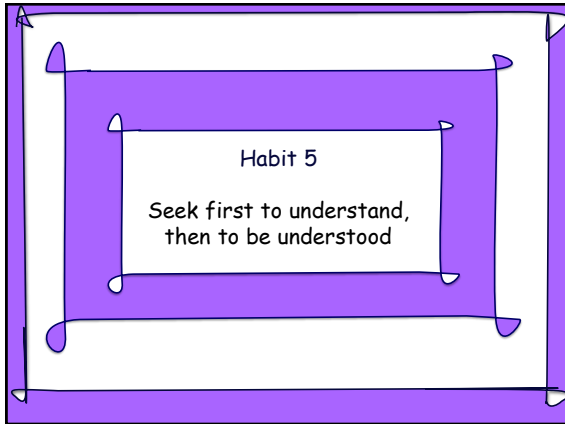 Habit 5
Seek first to understand,
then to be understood